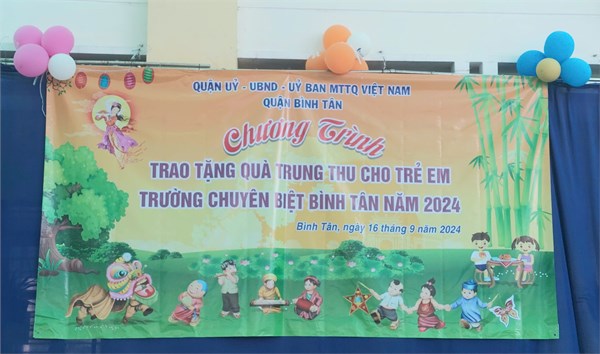 QUẬN UỶ - UBND - UỶ BAN MTTQ VIỆT NAM
QUẬN BÌNH TÂN
Chương Trình
TRAO TẶNG QUÀ TRUNG THU CHO TRẺ EM
TRƯỜNG CHUYÊN BIỆT BÌNH TÂN NĂM 2024
Bình Tân, ngày 16 tháng 9 năm 2024